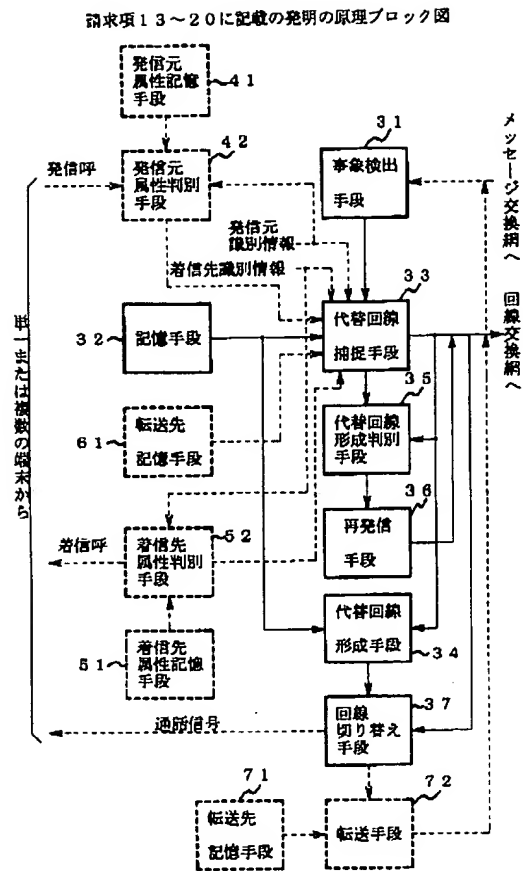 請求項13～20に記載の発明の原理ブロック図
発信元
属性記憶
手段
41
42
発信呼
発信元
属性判別
手段
31
事象検出
手段
メッセージ交換網へ
発信元
識別情報
着信先識別情報
33
32
記憶手段
代替回線
捕捉手段
回線交換網へ
35
61
転送先
記憶手段
代替回線
形成判別
手段
36
単一または複数の端末から
52
再発信
手段
着信呼
着信先
属性判別
手段
代替回線
形成手段
34
51
着信先
属性記憶
手段
37
回線
切り替え
手段
通話信号
71
72
転送先
記憶手段
転送手段